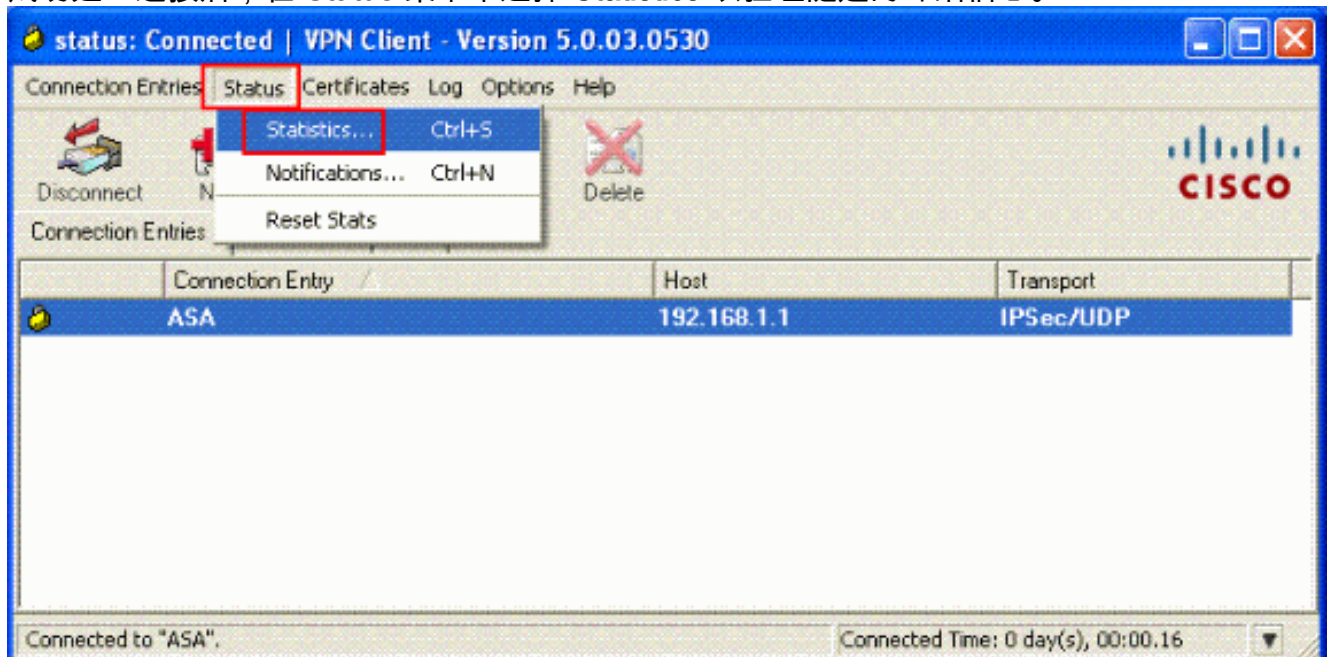 status: Connected | VPN Client - Version 5.0.03.0530
Connection Entries Status Certificates Log Options Help
Statistics... Ctrl+S
Notifications... Ctrl+N
Reset Stats
Disconnect
Delete
CISCO
Connection Entries
Connection Entry Host Transport
ASA 192.168.1.1 IPSec/UDP
Connected to "ASA".
Connected Time: 0 day(s), 00:00.16